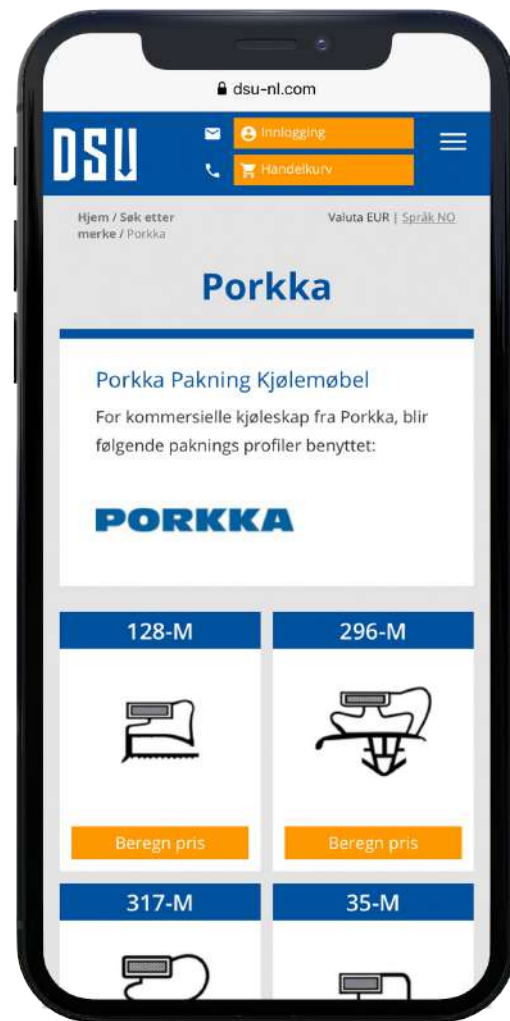 dsu-nl.com
DSU
Innlogging
Handelkurv
Hjem / Søk etter
merke / Porkka
Valuta EUR | Språk NO
Porkka
Porkka Pakning Kjølemøbel
For kommersielle kjøleskap fra Porkka, blir
følgende paknings profiler benyttet:
PORKKA
128-M
296-M
Beregn pris
Beregn pris
317-M
35-M